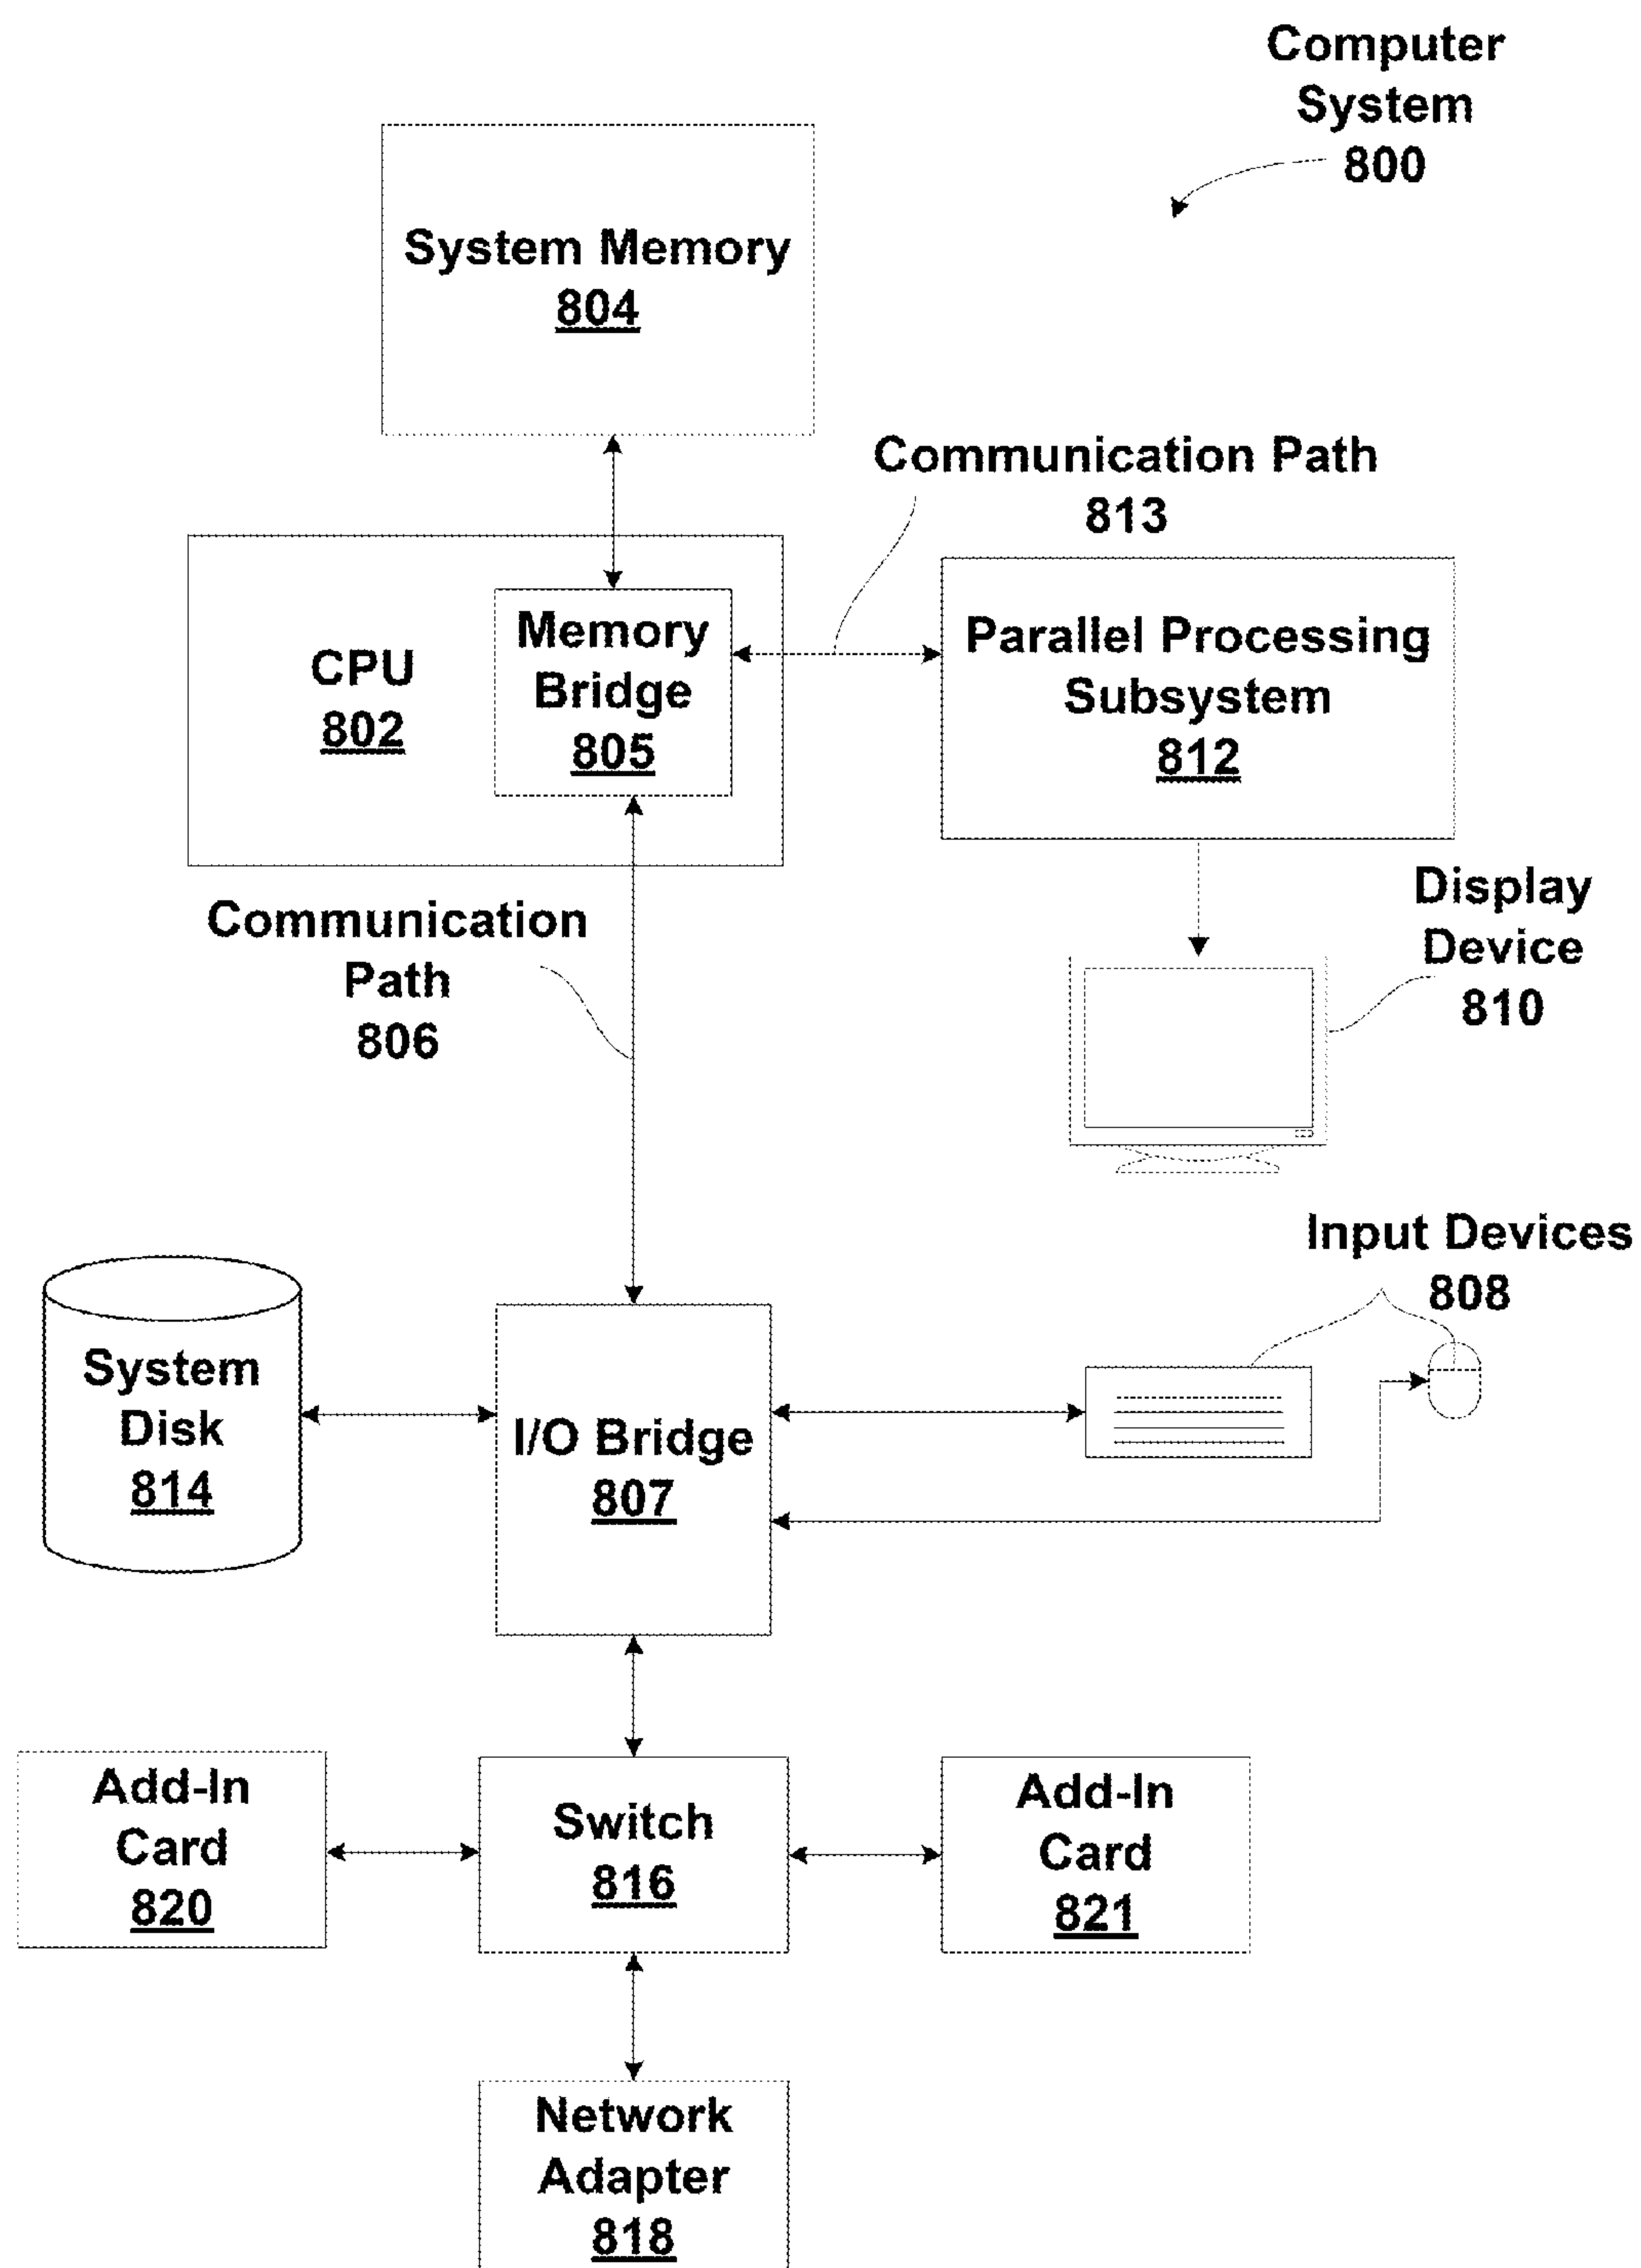 Computer
System
800
System Memory
804
Communication Path
813
CPU
802
Memory
Bridge
805
Parallel Processing
Subsystem
812
Communication
Path
806
Display
Device
810
Input Devices
808
System
Disk
814
I/O Bridge
807
Add-In
Card
820
Switch
816
Add-In
Card
821
Network
Adapter
818